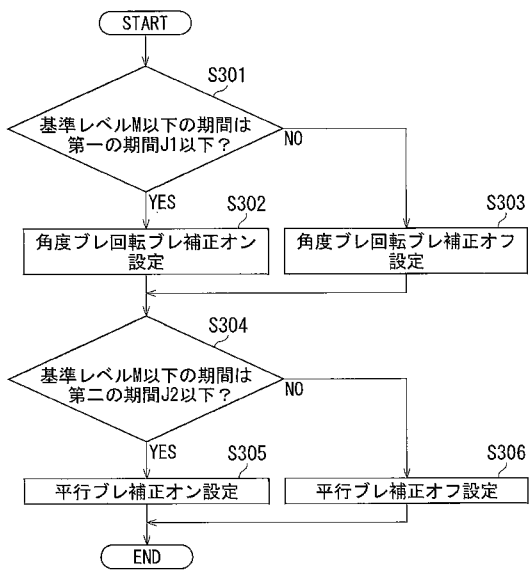 START
S301
基準レベルM以下の期間は
第一の期間J1以下？
NO
YES
S302
S303
角度ブレ回転ブレ補正オン
設定
角度ブレ回転ブレ補正オフ
設定
S304
基準レベルM以下の期間は
第二の期間J2以下？
NO
YES
S305
S306
平行ブレ補正オン設定
平行ブレ補正オフ設定
END